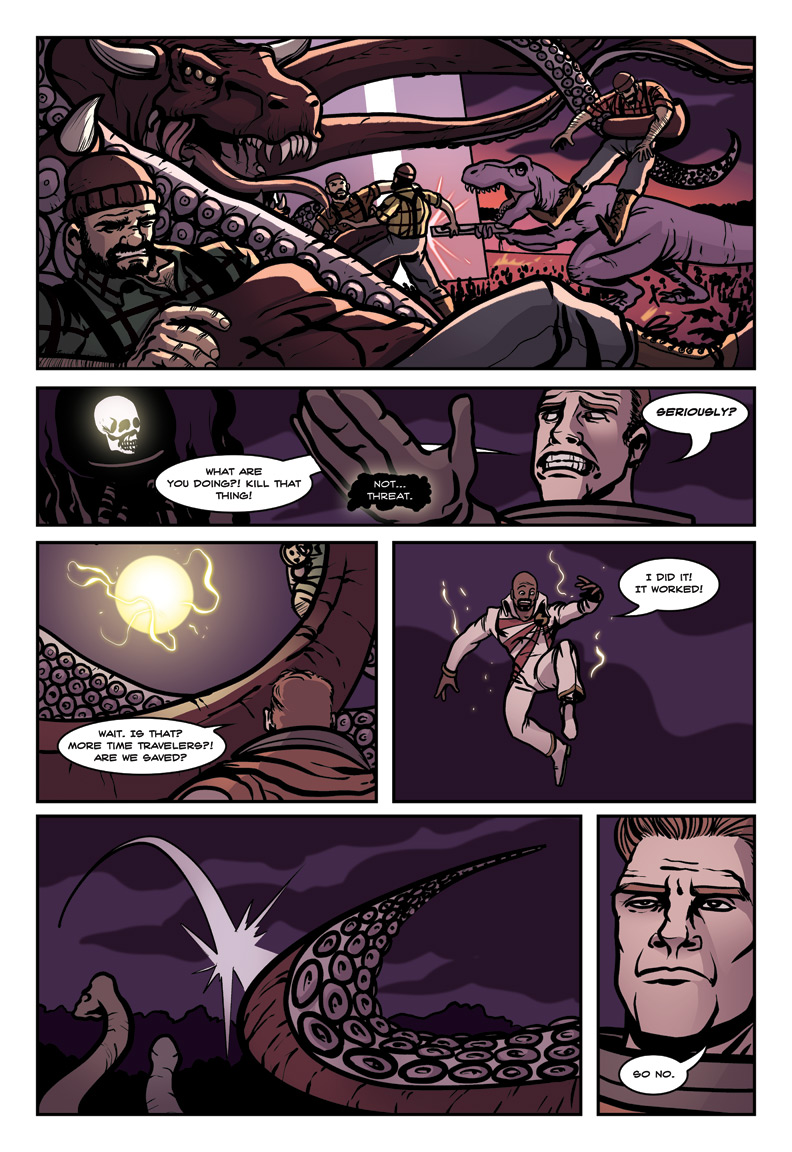 SERIOUSLY?
WHAT ARE
YOU DOING?! KILL THAT
THING!
NOT...
THREAT.
WAIT. IS THAT?
MORE TIME TRAVELERS?!
ARE WE SAVED?
I DID IT!
IT WORKED!
SO NO.